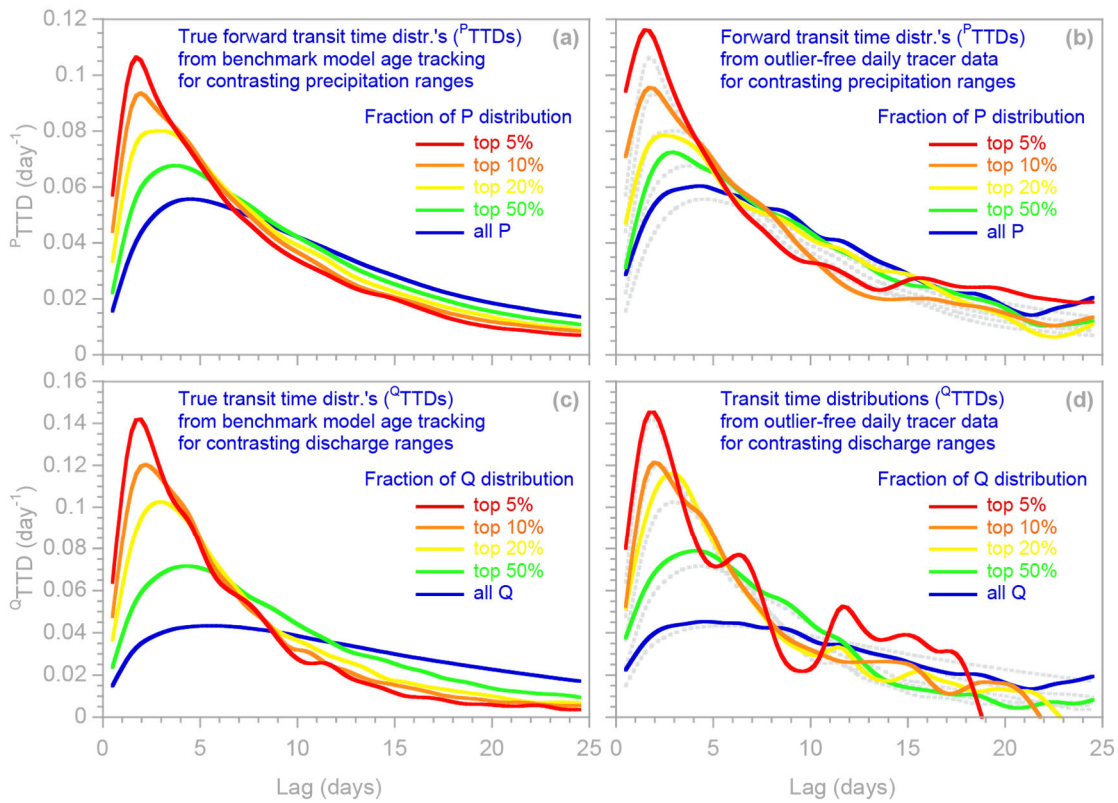 0.12
0.1
0.08
0.06
0.04
0.02
0
ᴾTTD (day⁻¹)
True forward transit time distr.'s (ᴾTTDs)
from benchmark model age tracking
for contrasting precipitation ranges
(a)
Fraction of P distribution
top 5%
top 10%
top 20%
top 50%
all P
Forward transit time distr.'s (ᴾTTDs)
from outlier-free daily tracer data
for contrasting precipitation ranges
(b)
Fraction of P distribution
top 5%
top 10%
top 20%
top 50%
all P
0.16
0.14
0.12
0.1
0.08
0.06
0.04
0.02
0
QTTD (day⁻¹)
True transit time distr.'s (QTTDs)
from benchmark model age tracking
for contrasting discharge ranges
(c)
Fraction of Q distribution
top 5%
top 10%
top 20%
top 50%
all Q
0 5 10 15 20 25
Lag (days)
Transit time distributions (QTTDs)
from outlier-free daily tracer data
for contrasting discharge ranges
(d)
Fraction of Q distribution
top 5%
top 10%
top 20%
top 50%
all Q
0 5 10 15 20 25
Lag (days)